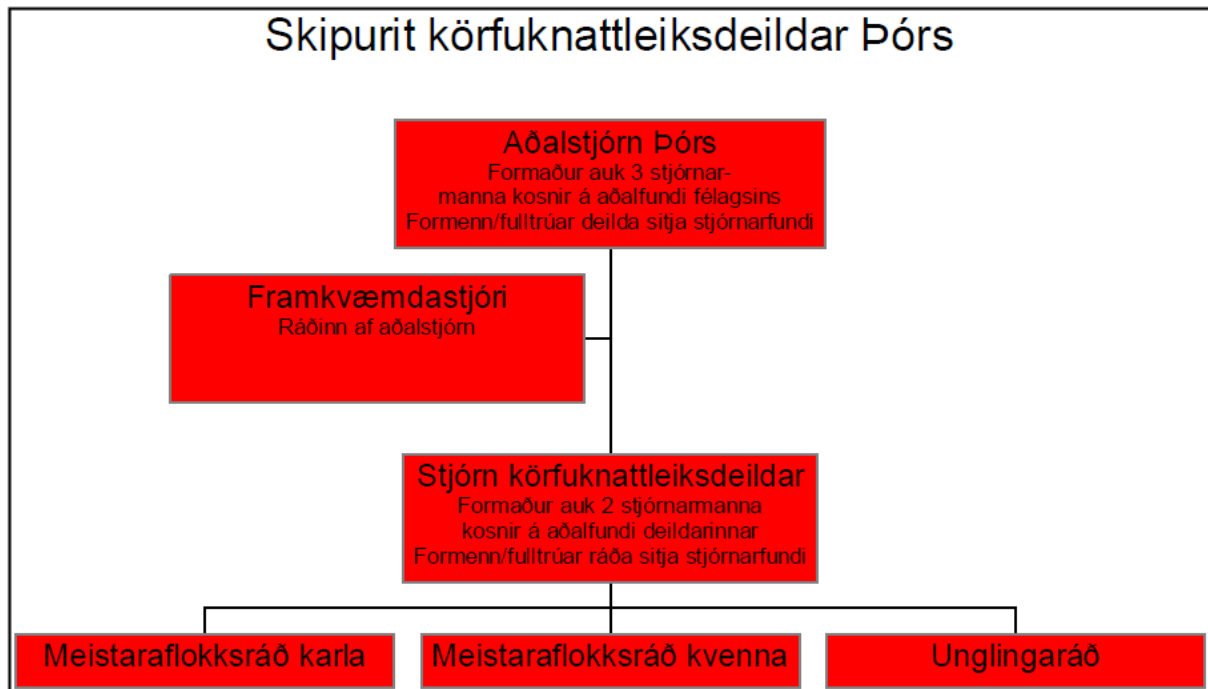 Skipurit körfuknattleiksdeildar Þórs
Aðalstjórn Þórs
Formaður auk 3 stjórnar-
manna kosnir á aðalfundi félagsins
Formenn/fulltrúar deilda sitja stjórnarfundi
Framkvæmdastjóri
Ráðinn af aðalstjórn
Stjórn körfuknattleiksdeildar
Formaður auk 2 stjórnarmanna
kosnir á aðalfundi deildarinnar
Formenn/fulltrúar ráða sitja stjórnarfundi
Meistaraflokksráð karla
Meistaraflokksráð kvenna
Unglingaráð